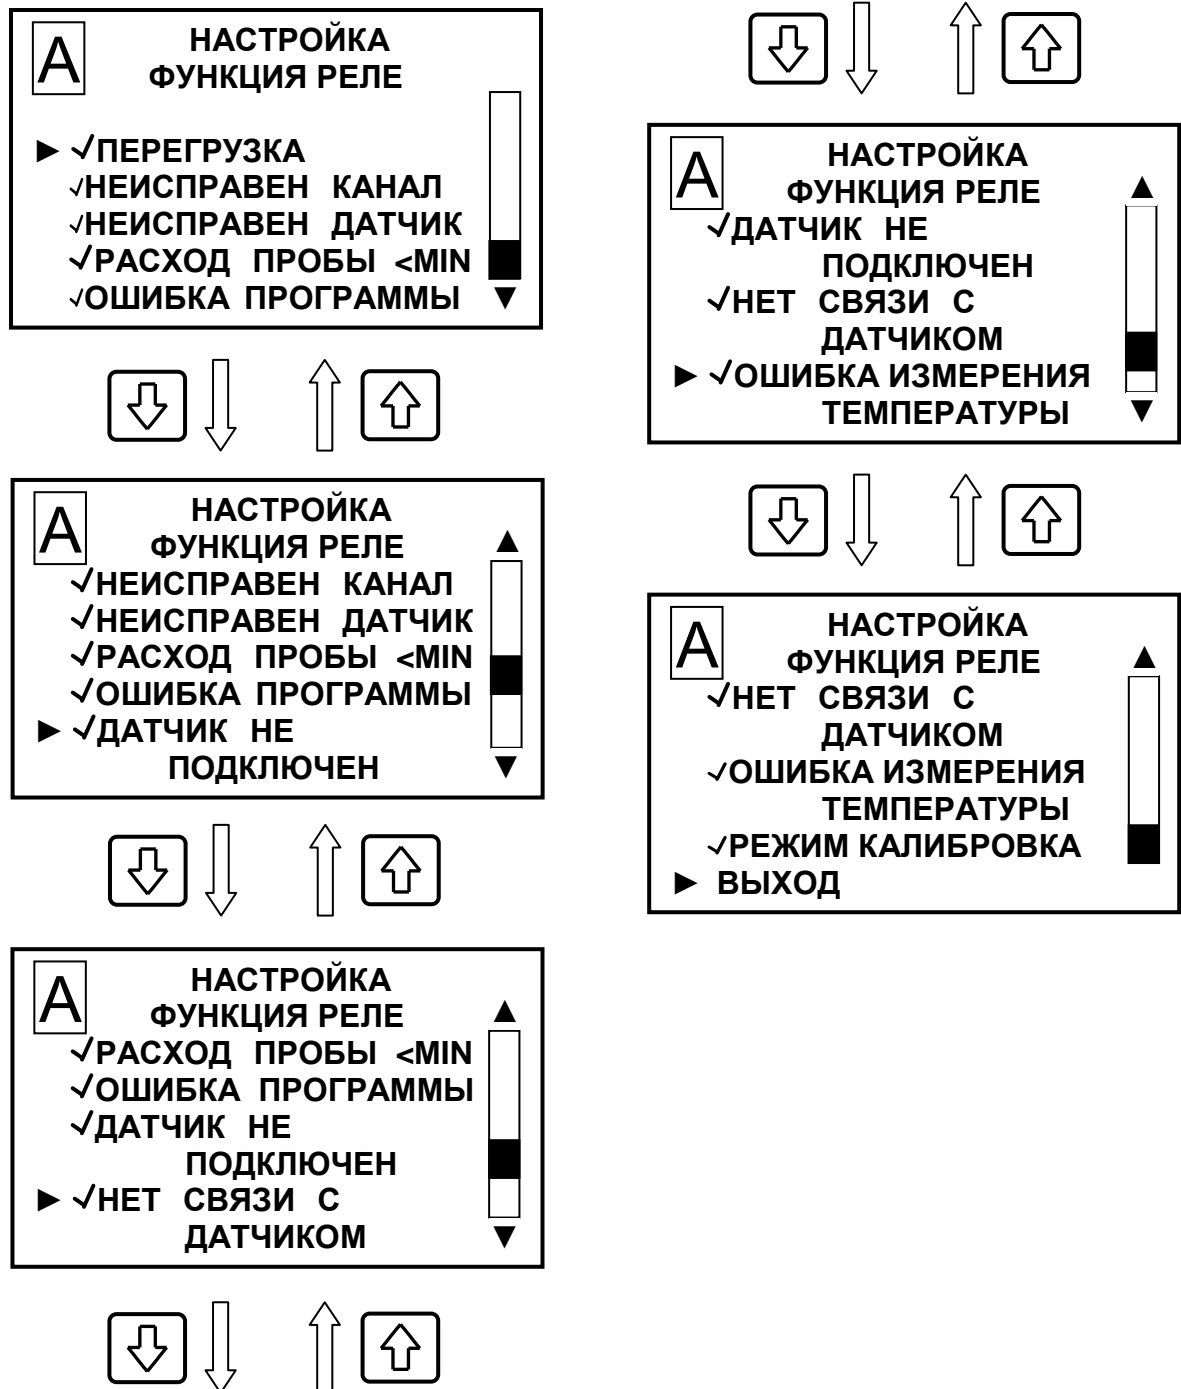 А НАСТРОЙКА
ФУНКЦИЯ РЕЛЕ
► √ПЕРЕГРУЗКА
√НЕИСПРАВЕН КАНАЛ
√НЕИСПРАВЕН ДАТЧИК
√РАСХОД ПРОБЫ <MIN
√ОШИБКА ПРОГРАММЫ ▼
А НАСТРОЙКА
ФУНКЦИЯ РЕЛЕ ▲
√НЕИСПРАВЕН КАНАЛ
√НЕИСПРАВЕН ДАТЧИК
√РАСХОД ПРОБЫ <MIN
√ОШИБКА ПРОГРАММЫ
► √ДАТЧИК НЕ
ПОДКЛЮЧЕН ▼
А НАСТРОЙКА
ФУНКЦИЯ РЕЛЕ ▲
√РАСХОД ПРОБЫ <MIN
√ОШИБКА ПРОГРАММЫ
√ДАТЧИК НЕ
ПОДКЛЮЧЕН
► √НЕТ СВЯЗИ С
ДАТЧИКОМ ▼
А НАСТРОЙКА
ФУНКЦИЯ РЕЛЕ ▲
√ДАТЧИК НЕ
ПОДКЛЮЧЕН
√НЕТ СВЯЗИ С
ДАТЧИКОМ
► √ОШИБКА ИЗМЕРЕНИЯ
ТЕМПЕРАТУРЫ ▼
А НАСТРОЙКА
ФУНКЦИЯ РЕЛЕ ▲
√НЕТ СВЯЗИ С
ДАТЧИКОМ
√ОШИБКА ИЗМЕРЕНИЯ
ТЕМПЕРАТУРЫ
√РЕЖИМ КАЛИБРОВКА
► ВЫХОД